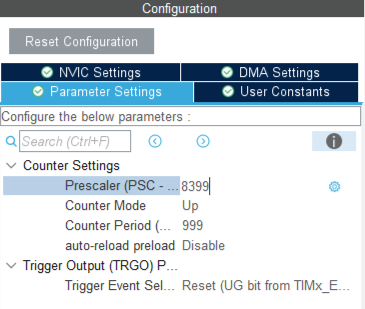 Configuration
Reset Configuration
NVIC Settings DMA Settings
Parameter Settings User Constants
Configure the below parameters :
Search (Ctrl+F)
Counter Settings
Prescaler (PSC - ... 8399
Counter Mode Up
Counter Period (... 999
auto-reload preload Disable
Trigger Output (TRGO) P...
Trigger Event Sel... Reset (UG bit from TIMx_E...